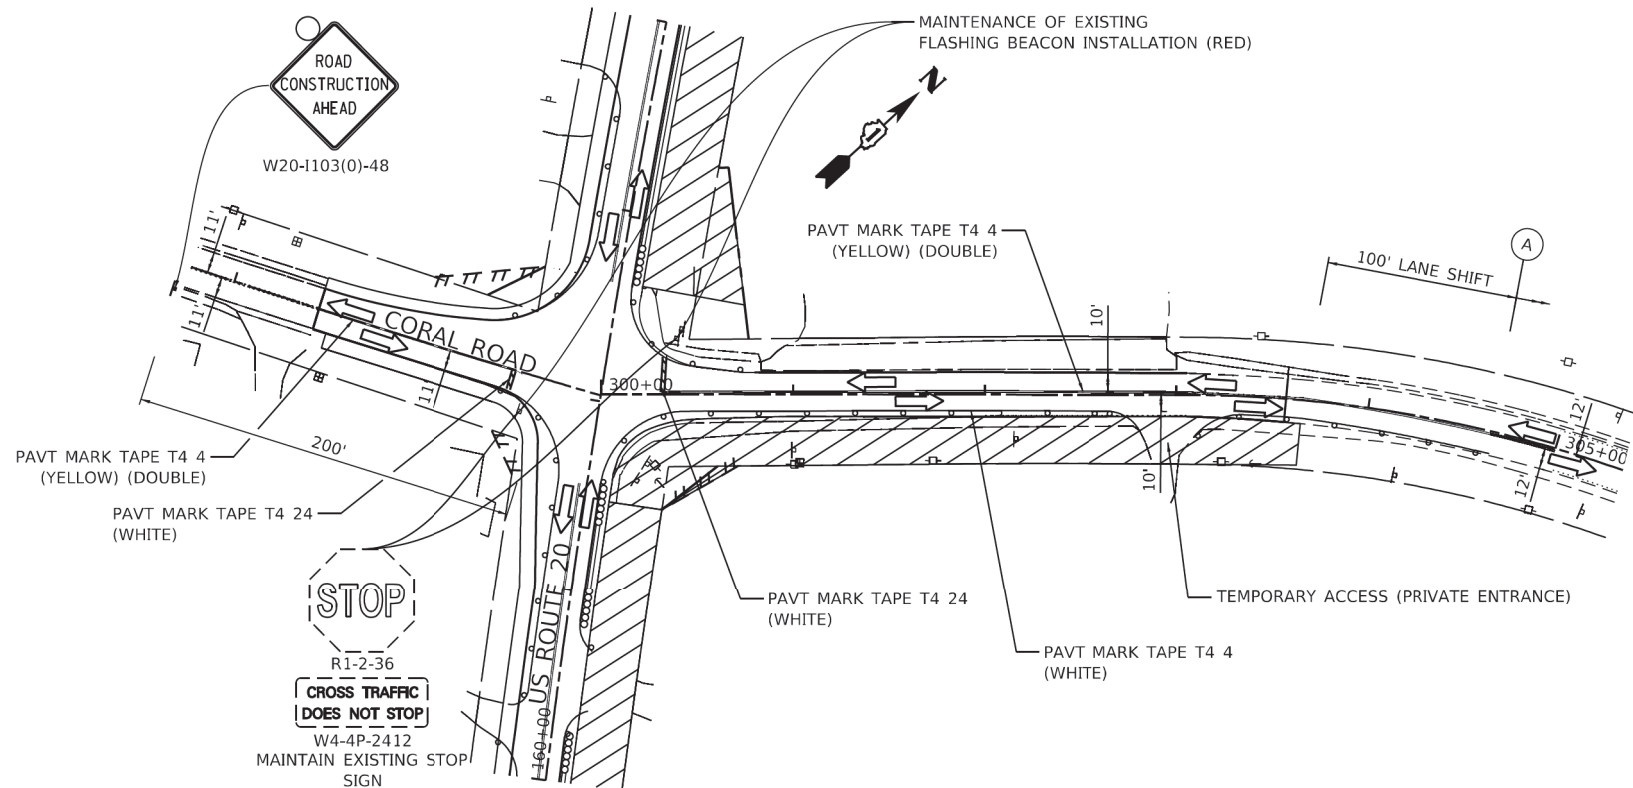 MAINTENANCE OF EXISTING
FLASHING BEACON INSTALLATION (RED)
ROAD
CONSTRUCTION
AHEAD
W20-I103(0)-48
N
1
PAVT MARK TAPE T4 4
(YELLOW) (DOUBLE)
A
100' LANE SHIFT
11'
11'
CORAL ROAD
11'
300+00
10'
10'
12'
305+00
12'
200'
PAVT MARK TAPE T4 4
(YELLOW) (DOUBLE)
PAVT MARK TAPE T4 24
(WHITE)
STOP
R1-2-36
CROSS TRAFFIC
DOES NOT STOP
W4-4P-2412
MAINTAIN EXISTING STOP
SIGN
US ROUTE 20
160+00
PAVT MARK TAPE T4 24
(WHITE)
TEMPORARY ACCESS (PRIVATE ENTRANCE)
PAVT MARK TAPE T4 4
(WHITE)